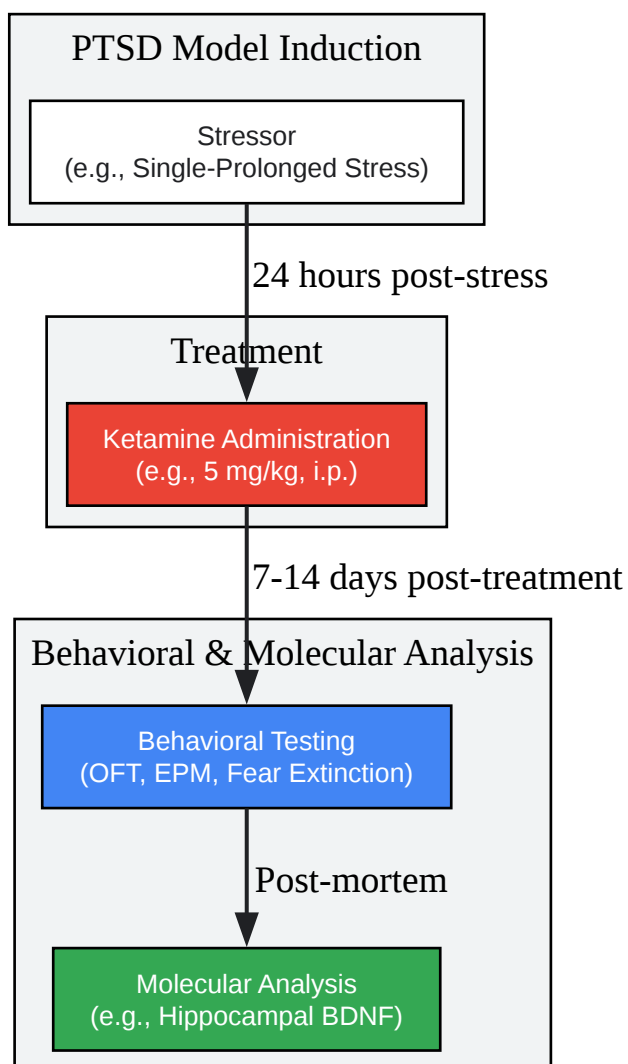 PTSD Model Induction
Stressor
(e.g., Single-Prolonged Stress)
24 hours post-stress
Treatment
Ketamine Administration
(e.g., 5 mg/kg, i.p.)
7-14 days post-treatment
Behavioral & Molecular Analysis
Behavioral Testing
(OFT, EPM, Fear Extinction)
Post-mortem
Molecular Analysis
(e.g., Hippocampal BDNF)